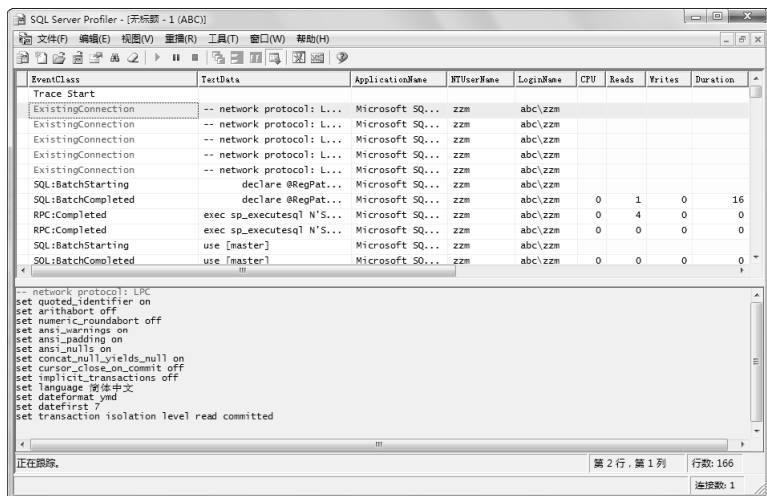 SQL Server Profiler - [无标题 - 1 (ABC)]
文件(F) 编辑(E) 视图(V) 重播(R) 工具(T) 窗口(W) 帮助(H)
EventClass TextData ApplicationName NTUserName LoginName CPU Reads Writes Duration
Trace Start
ExistingConnection -- network protocol: L... Microsoft SQ... zzm abc\zzm
ExistingConnection -- network protocol: L... Microsoft SQ... zzm abc\zzm
ExistingConnection -- network protocol: L... Microsoft SQ... zzm abc\zzm
ExistingConnection -- network protocol: L... Microsoft SQ... zzm abc\zzm
ExistingConnection -- network protocol: L... Microsoft SQ... zzm abc\zzm
SQL:BatchStarting declare @RegPat... Microsoft SQ... zzm abc\zzm
SQL:BatchCompleted declare @RegPat... Microsoft SQ... zzm abc\zzm 0 1 0 16
RPC:Completed exec sp_executesql N'S... Microsoft SQ... zzm abc\zzm 0 4 0 0
RPC:Completed exec sp_executesql N'S... Microsoft SQ... zzm abc\zzm 0 0 0 0
SQL:BatchStarting use [master] Microsoft SQ... zzm abc\zzm
SQL:BatchCompleted use [master] Microsoft SQ... zzm abc\zzm 0 0 0 0
-- network protocol: LPC
set quoted_identifier on
set arithabort off
set numeric_roundabort off
set ansi_warnings on
set ansi_padding on
set ansi_nulls on
set concat_null_yields_null on
set cursor_close_on_commit off
set implicit_transactions off
set language 简体中文
set dateformat ymd
set datefirst 7
set transaction isolation level read committed
正在跟踪。 第 2 行，第 1 列 行数: 166
连接数: 1